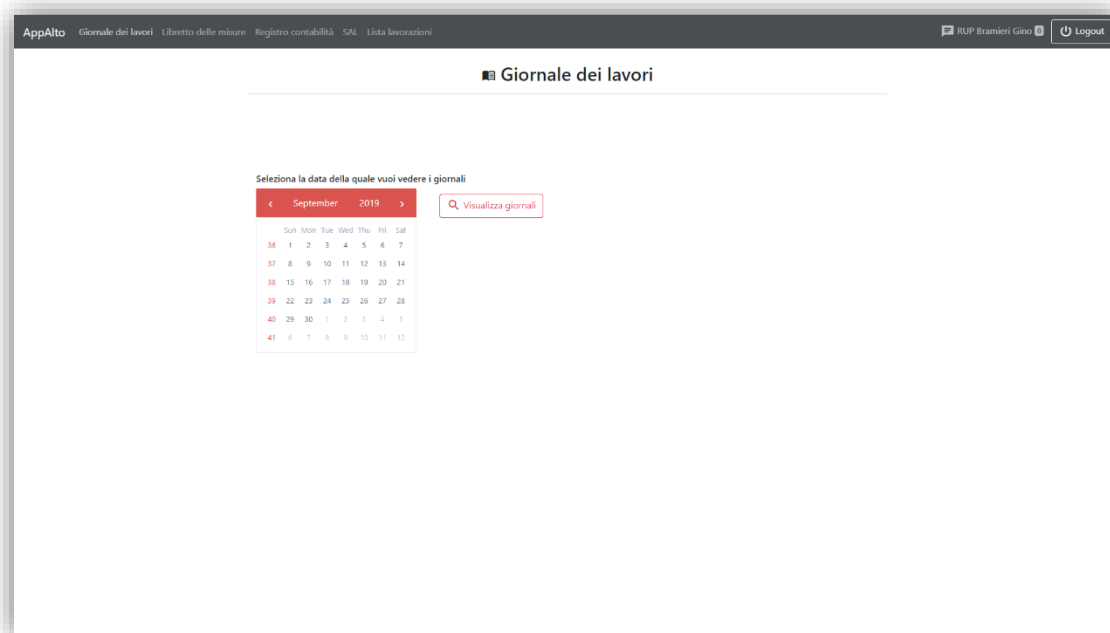 AppAlto Giornale dei lavori Libretto delle misure Registro contabilità SAL Lista lavorazioni RUP Bramieri Gino 0 Logout
Giornale dei lavori
Seleziona la data della quale vuoi vedere i giornali
‹ September 2019 ›
Visualizza giornali
Sun Mon Tue Wed Thu Fri Sat
36 1 2 3 4 5 6 7
37 8 9 10 11 12 13 14
38 15 16 17 18 19 20 21
39 22 23 24 25 26 27 28
40 29 30 1 2 3 4 5
41 6 7 8 9 10 11 12